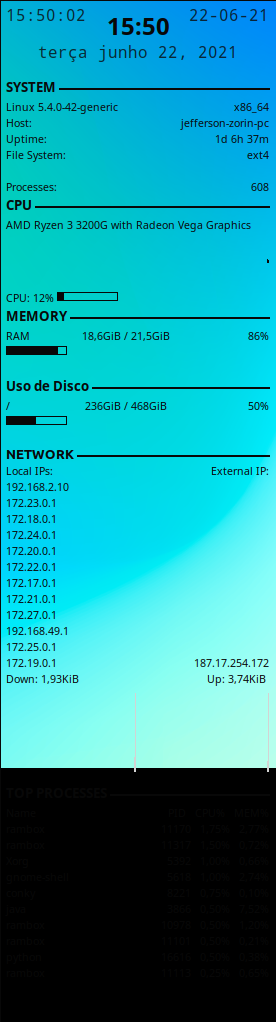 15:50:02 15:50 22-06-21
terça junho 22, 2021
SYSTEM
Linux 5.4.0-42-generic x86_64
Host: jefferson-zorin-pc
Uptime: 1d 6h 37m
File System: ext4
Processes: 608
CPU
AMD Ryzen 3 3200G with Radeon Vega Graphics
CPU: 12%
MEMORY
RAM 18,6GiB / 21,5GiB 86%
Uso de Disco
/ 236GiB / 468GiB 50%
NETWORK
Local IPs: External IP:
192.168.2.10
172.23.0.1
172.18.0.1
172.24.0.1
172.20.0.1
172.22.0.1
172.17.0.1
172.21.0.1
172.27.0.1
192.168.49.1
172.25.0.1
172.19.0.1 187.17.254.172
Down: 1,93KiB Up: 3,74KiB
TOP PROCESSES
Name PID CPU% MEM%